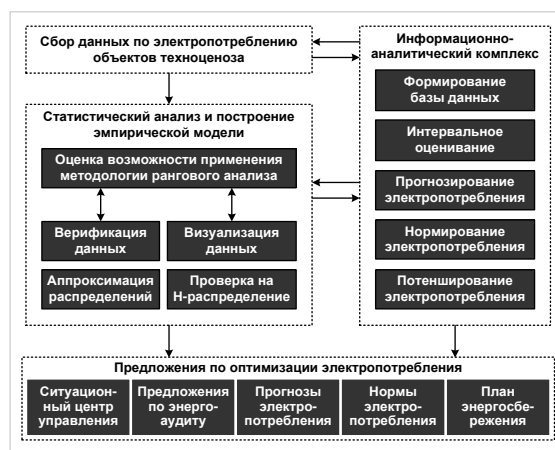 Сбор данных по электропотреблению
объектов техноценоза
Информационно-
аналитический комплекс
Формирование
базы данных
Интервальное
оценивание
Прогнозирование
электропотребления
Нормирование
электропотребления
Потенширование
электропотребления
Статистический анализ и построение
эмпирической модели
Оценка возможности применения
методологии рангового анализа
Верификация
данных
Визуализация
данных
Аппроксимация
распределений
Проверка на
Н-распределение
Предложения по оптимизации электропотребления
Ситуацион-
ный центр
управления
Предложения
по энерго-
аудиту
Прогнозы
электро-
потребления
Нормы
электро-
потребления
План
энергосбе-
режения